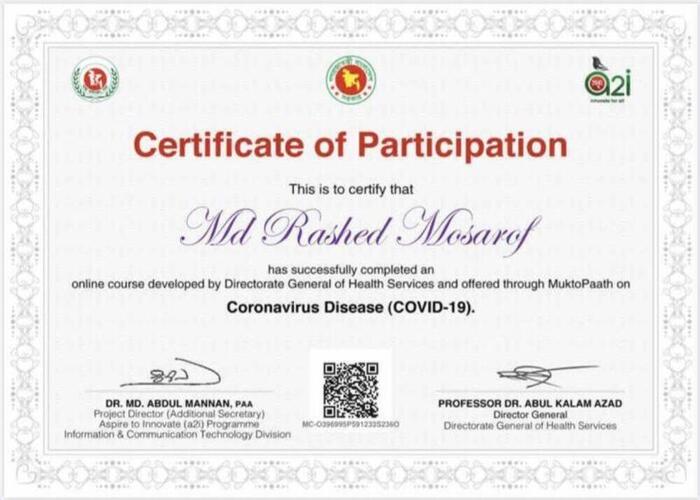 a2i
innovate for all
Certificate of Participation
This is to certify that
Md Rashed Mosarof
has successfully completed an
online course developed by Directorate General of Health Services and offered through MuktoPaath on
Coronavirus Disease (COVID-19).
DR. MD. ABDUL MANNAN, PAA
Project Director (Additional Secretary)
Aspire to Innovate (a2i) Programme
Information & Communication Technology Division
MC-O396995P591233S236O
PROFESSOR DR. ABUL KALAM AZAD
Director General
Directorate General of Health Services